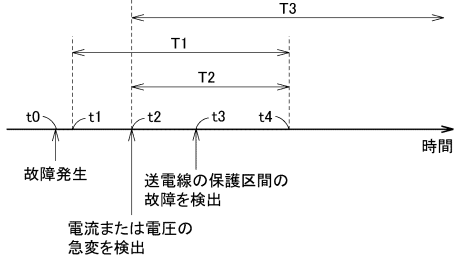 T3
T1
T2
t0
t1
t2
t3
t4
時間
故障発生
送電線の保護区間の
故障を検出
電流または電圧の
急変を検出